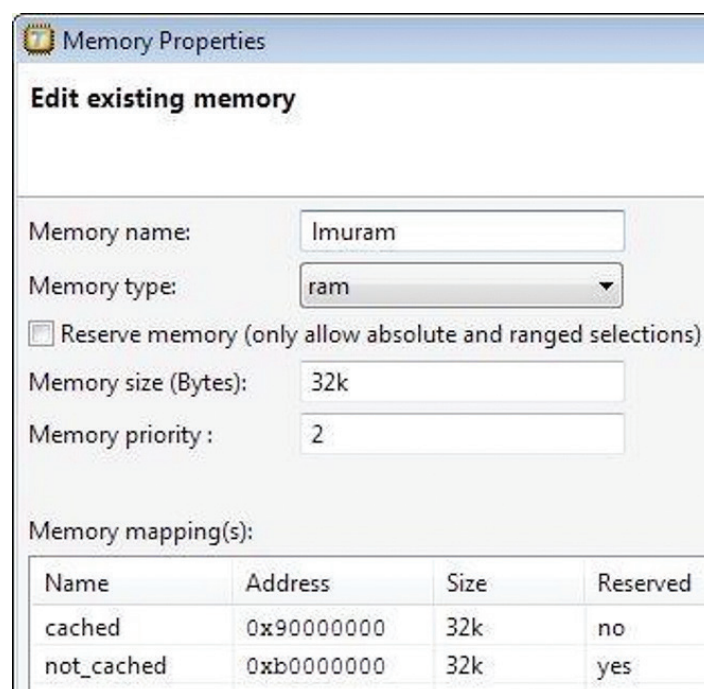 Memory Properties
Edit existing memory
Memory name: lmuram
Memory type: ram
Reserve memory (only allow absolute and ranged selections)
Memory size (Bytes): 32k
Memory priority : 2
Memory mapping(s):
Name Address Size Reserved
cached 0x90000000 32k no
not_cached 0xb0000000 32k yes